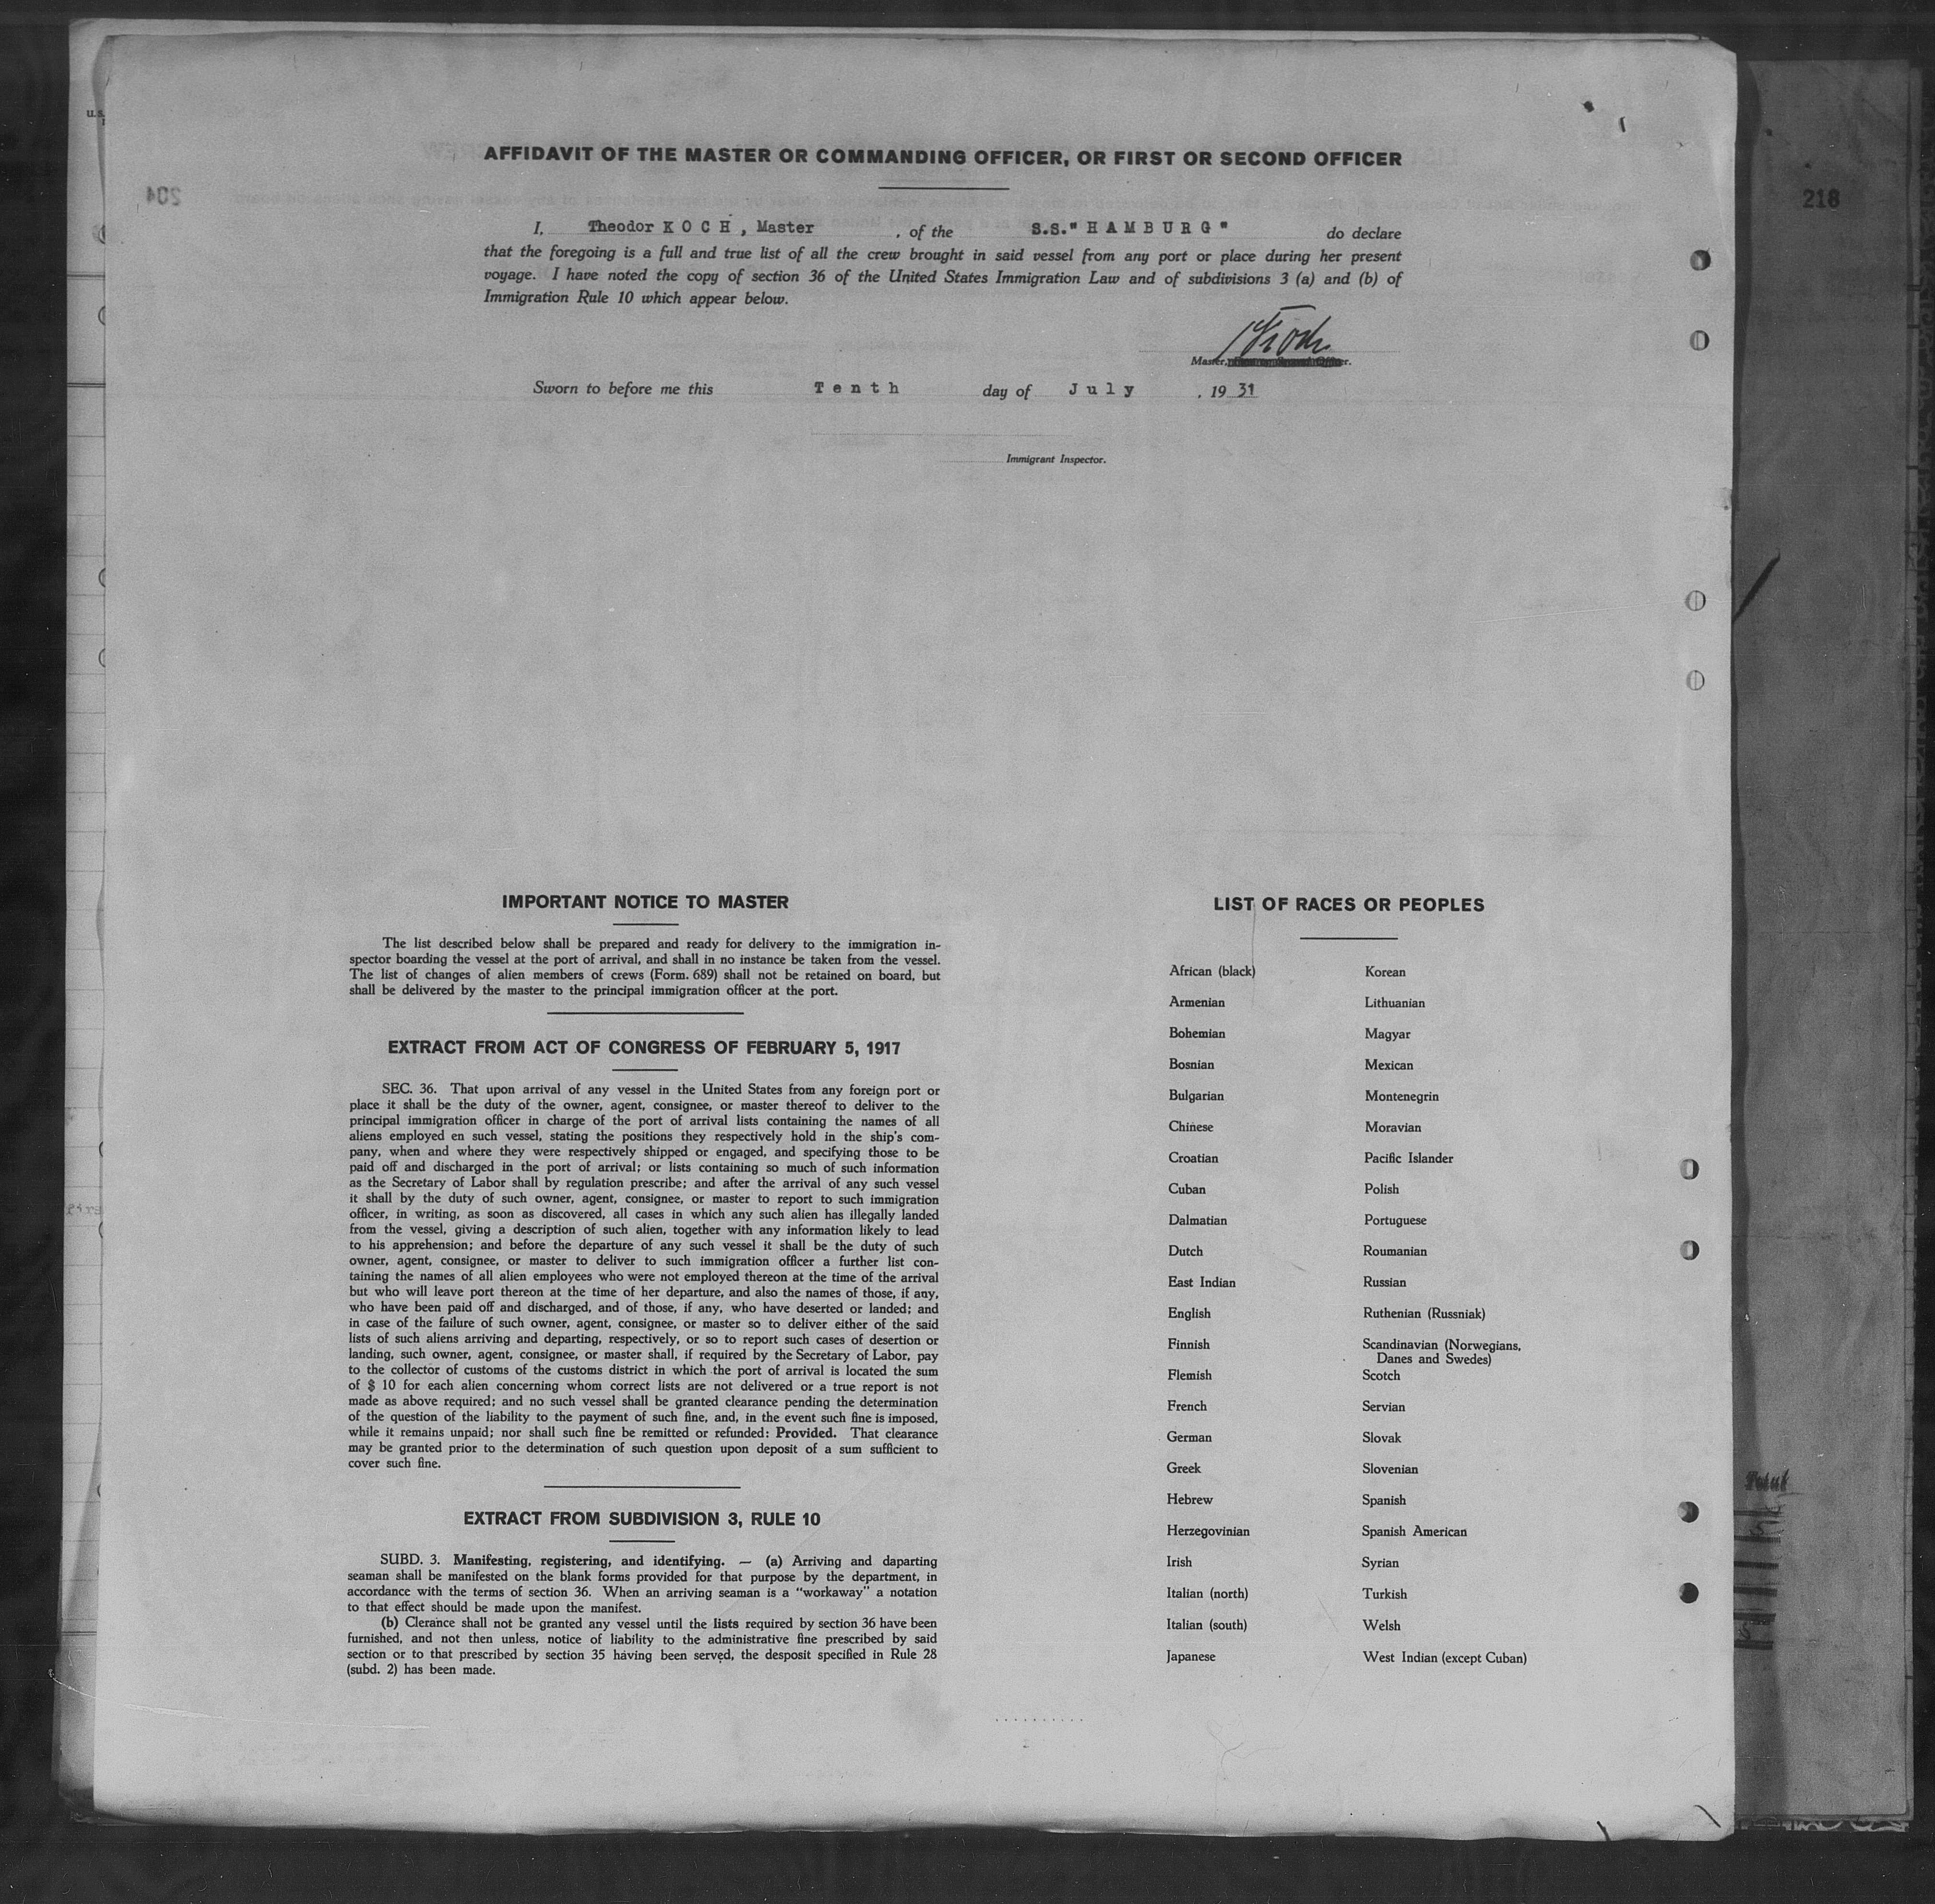 AFFIDAVIT OF THE MASTER OR COMMANDING OFFICER, OR FIRST OR SECOND OFFICER
204
218
I, Theodor K O C H , Master , of the S.S." H A M B U R G " do declare
that the foregoing is a full and true list of all the crew brought in said vessel from any port or place during her present
voyage. I have noted the copy of section 36 of the United States Immigration Law and of subdivisions 3 (a) and (b) of
Immigration Rule 10 which appear below.
Master,
Sworn to before me this T e n t h day of J u l y , 19 31
Immigrant Inspector.
IMPORTANT NOTICE TO MASTER
The list described below shall be prepared and ready for delivery to the immigration in-
spector boarding the vessel at the port of arrival, and shall in no instance be taken from the vessel.
The list of changes of alien members of crews (Form. 689) shall not be retained on board, but
shall be delivered by the master to the principal immigration officer at the port.
EXTRACT FROM ACT OF CONGRESS OF FEBRUARY 5, 1917
SEC. 36. That upon arrival of any vessel in the United States from any foreign port or
place it shall be the duty of the owner, agent, consignee, or master thereof to deliver to the
principal immigration officer in charge of the port of arrival lists containing the names of all
aliens employed en such vessel, stating the positions they respectively hold in the ship's com-
pany, when and where they were respectively shipped or engaged, and specifying those to be
paid off and discharged in the port of arrival; or lists containing so much of such information
as the Secretary of Labor shall by regulation prescribe; and after the arrival of any such vessel
it shall by the duty of such owner, agent, consignee, or master to report to such immigration
officer, in writing, as soon as discovered, all cases in which any such alien has illegally landed
from the vessel, giving a description of such alien, together with any information likely to lead
to his apprehension; and before the departure of any such vessel it shall be the duty of such
owner, agent, consignee, or master to deliver to such immigration officer a further list con-
taining the names of all alien employees who were not employed thereon at the time of the arrival
but who will leave port thereon at the time of her departure, and also the names of those, if any,
who have been paid off and discharged, and of those, if any, who have deserted or landed; and
in case of the failure of such owner, agent, consignee, or master so to deliver either of the said
lists of such aliens arriving and departing, respectively, or so to report such cases of desertion or
landing, such owner, agent, consignee, or master shall, if required by the Secretary of Labor, pay
to the collector of customs of the customs district in which the port of arrival is located the sum
of $ 10 for each alien concerning whom correct lists are not delivered or a true report is not
made as above required; and no such vessel shall be granted clearance pending the determination
of the question of the liability to the payment of such fine, and, in the event such fine is imposed,
while it remains unpaid; nor shall such fine be remitted or refunded: Provided. That clearance
may be granted prior to the determination of such question upon deposit of a sum sufficient to
cover such fine.
EXTRACT FROM SUBDIVISION 3, RULE 10
SUBD. 3. Manifesting, registering, and identifying. — (a) Arriving and daparting
seaman shall be manifested on the blank forms provided for that purpose by the department, in
accordance with the terms of section 36. When an arriving seaman is a "workaway" a notation
to that effect should be made upon the manifest.
(b) Clerance shall not be granted any vessel until the lists required by section 36 have been
furnished, and not then unless, notice of liability to the administrative fine prescribed by said
section or to that prescribed by section 35 having been served, the desposit specified in Rule 28
(subd. 2) has been made.
LIST OF RACES OR PEOPLES
African (black)
Armenian
Bohemian
Bosnian
Bulgarian
Chinese
Croatian
Cuban
Dalmatian
Dutch
East Indian
English
Finnish
Flemish
French
German
Greek
Hebrew
Herzegovinian
Irish
Italian (north)
Italian (south)
Japanese
Korean
Lithuanian
Magyar
Mexican
Montenegrin
Moravian
Pacific Islander
Polish
Portuguese
Roumanian
Russian
Ruthenian (Russniak)
Scandinavian (Norwegians,
Danes and Swedes)
Scotch
Servian
Slovak
Slovenian
Spanish
Spanish American
Syrian
Turkish
Welsh
West Indian (except Cuban)